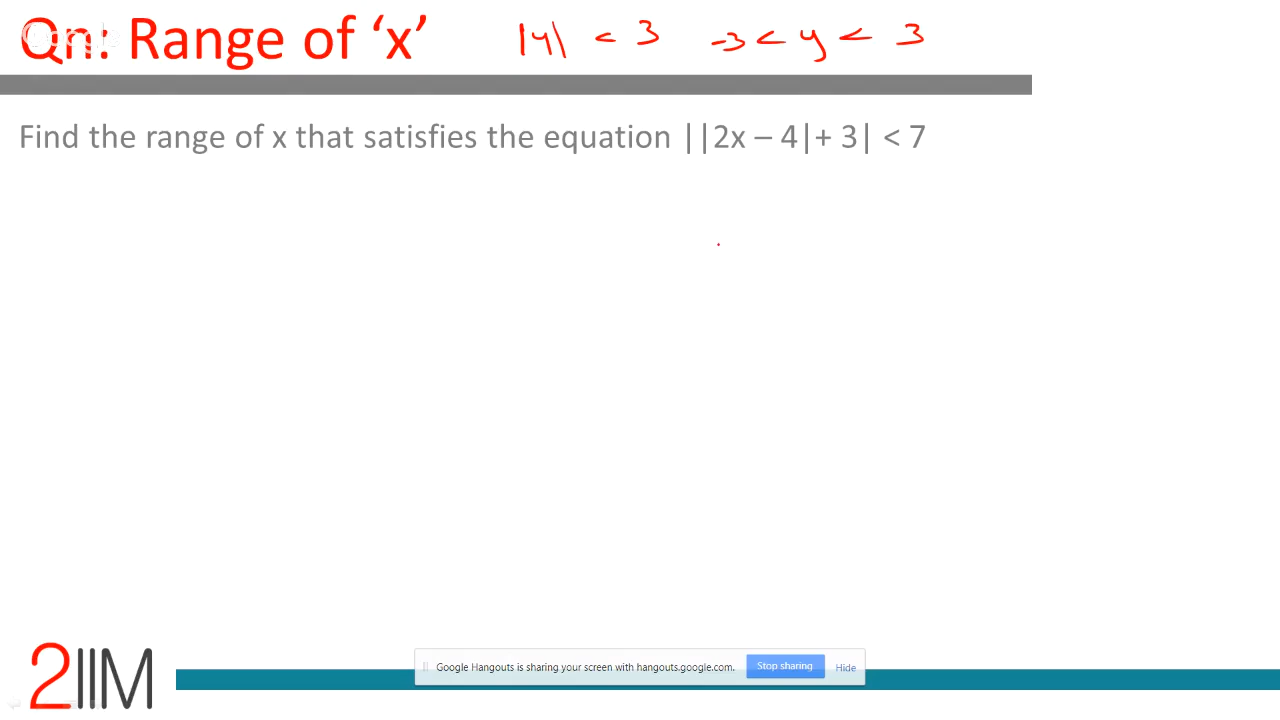 Qn: Range of ‘x’ |y| < 3 -3 < y < 3
Google
Find the range of x that satisfies the equation ||2x – 4|+ 3| < 7
2IIM
Google Hangouts is sharing your screen with hangouts.google.com. Stop sharing Hide